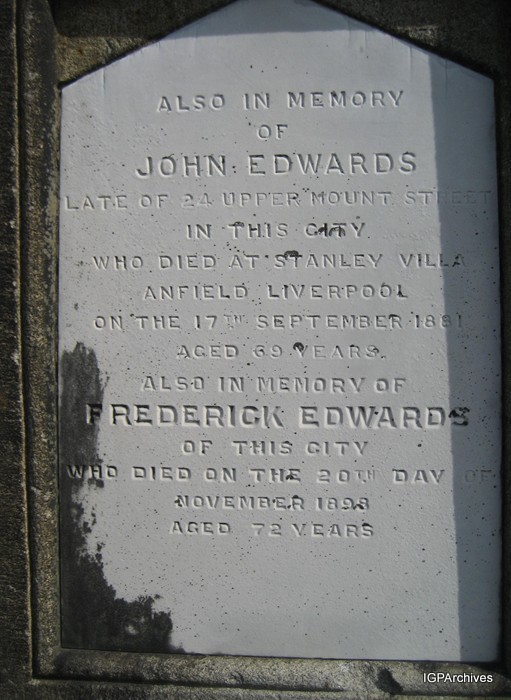 ALSO IN MEMORY
OF
JOHN EDWARDS
LATE OF 24 UPPER MOUNT STREET
IN THIS CITY
WHO DIED AT STANLEY VILLA
ANFIELD LIVERPOOL
ON THE 17TH SEPTEMBER 1881
AGED 69 YEARS.
ALSO IN MEMORY OF
FREDERICK EDWARDS
OF THIS CITY
WHO DIED ON THE 20TH DAY OF
NOVEMBER 1898
AGED 72 YEARS
IGPArchives